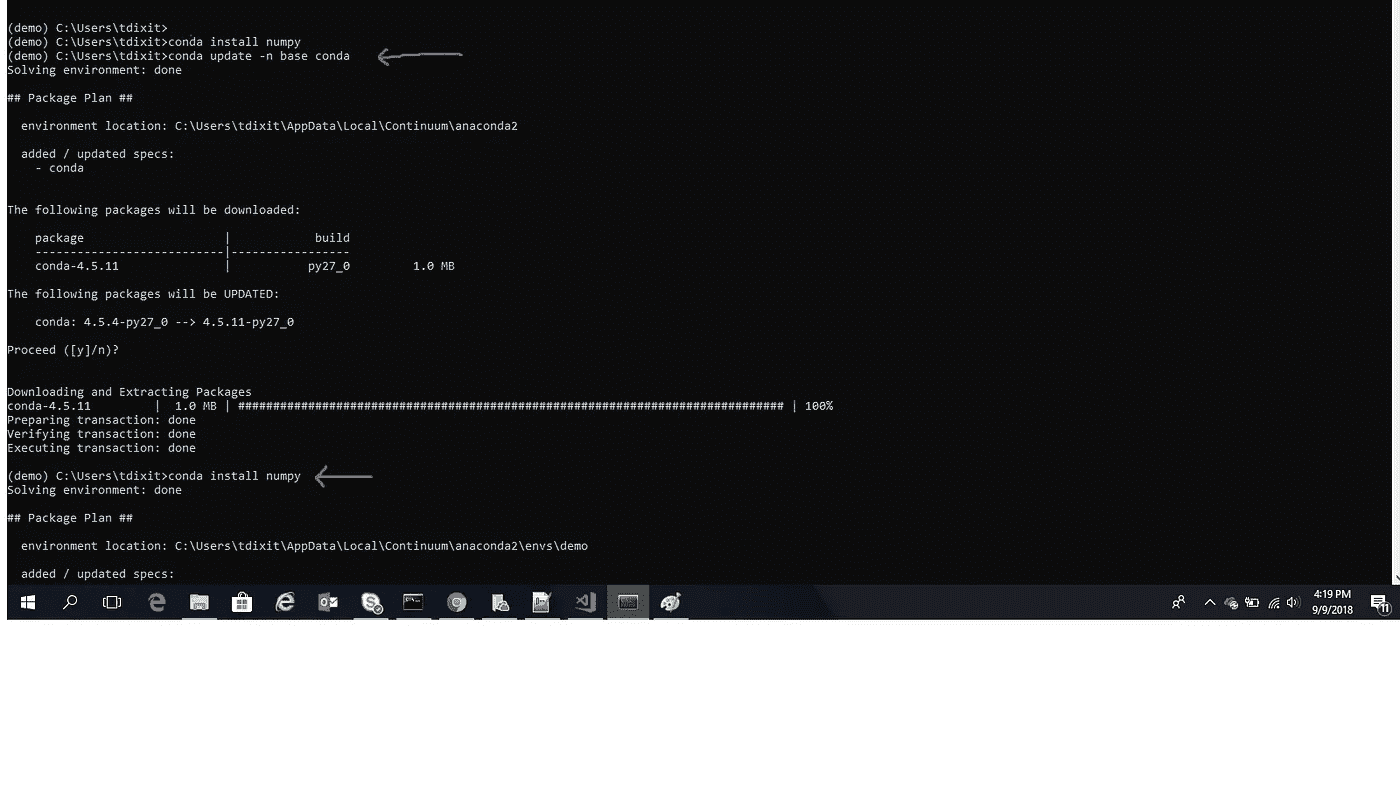 (demo) C:\Users\tdixit>
(demo) C:\Users\tdixit>conda install numpy
(demo) C:\Users\tdixit>conda update -n base conda
Solving environment: done
## Package Plan ##
environment location: C:\Users\tdixit\AppData\Local\Continuum\anaconda2
added / updated specs:
- conda
The following packages will be downloaded:
package | build
---------------------------|-----------------
conda-4.5.11 | py27_0 1.0 MB
The following packages will be UPDATED:
conda: 4.5.4-py27_0 --> 4.5.11-py27_0
Proceed ([y]/n)?
Downloading and Extracting Packages
conda-4.5.11 | 1.0 MB | ############################################################################## | 100%
Preparing transaction: done
Verifying transaction: done
Executing transaction: done
(demo) C:\Users\tdixit>conda install numpy
Solving environment: done
## Package Plan ##
environment location: C:\Users\tdixit\AppData\Local\Continuum\anaconda2\envs\demo
added / updated specs:
4:19 PM
9/9/2018
11